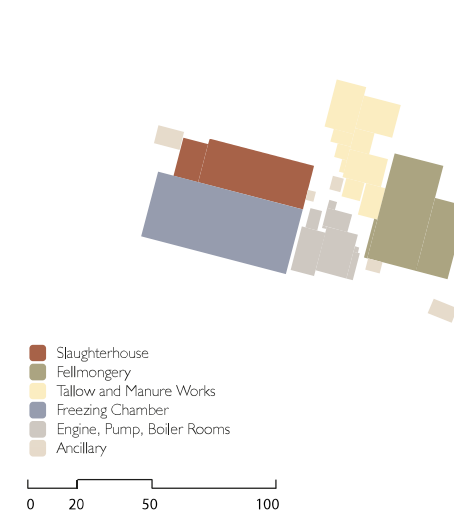 Slaughterhouse
Fellmongery
Tallow and Manure Works
Freezing Chamber
Engine, Pump, Boiler Rooms
Ancillary
0 20 50 100